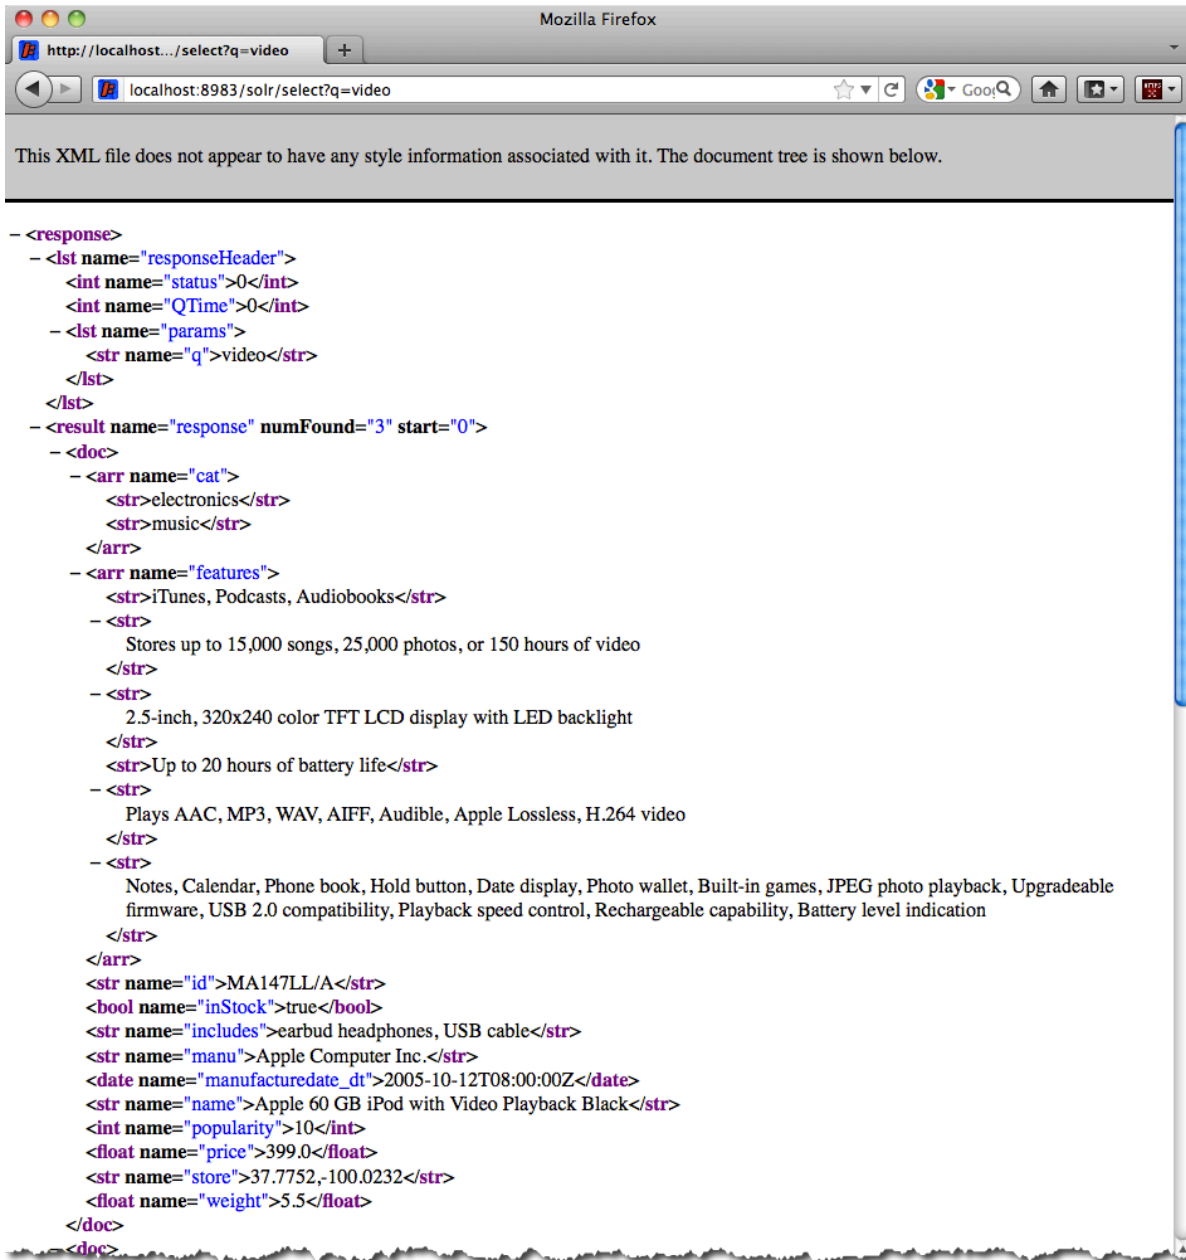 Mozilla Firefox
http://localhost.../select?q=video
+
localhost:8983/solr/select?q=video
Goo
This XML file does not appear to have any style information associated with it. The document tree is shown below.
– <response>
– <lst name="responseHeader">
<int name="status">0</int>
<int name="QTime">0</int>
– <lst name="params">
<str name="q">video</str>
</lst>
</lst>
– <result name="response" numFound="3" start="0">
– <doc>
– <arr name="cat">
<str>electronics</str>
<str>music</str>
</arr>
– <arr name="features">
<str>iTunes, Podcasts, Audiobooks</str>
– <str>
Stores up to 15,000 songs, 25,000 photos, or 150 hours of video
</str>
– <str>
2.5-inch, 320x240 color TFT LCD display with LED backlight
</str>
<str>Up to 20 hours of battery life</str>
– <str>
Plays AAC, MP3, WAV, AIFF, Audible, Apple Lossless, H.264 video
</str>
– <str>
Notes, Calendar, Phone book, Hold button, Date display, Photo wallet, Built-in games, JPEG photo playback, Upgradeable
firmware, USB 2.0 compatibility, Playback speed control, Rechargeable capability, Battery level indication
</str>
</arr>
<str name="id">MA147LL/A</str>
<bool name="inStock">true</bool>
<str name="includes">earbud headphones, USB cable</str>
<str name="manu">Apple Computer Inc.</str>
<date name="manufacturedate_dt">2005-10-12T08:00:00Z</date>
<str name="name">Apple 60 GB iPod with Video Playback Black</str>
<int name="popularity">10</int>
<float name="price">399.0</float>
<str name="store">37.7752,-100.0232</str>
<float name="weight">5.5</float>
</doc>
– <doc>